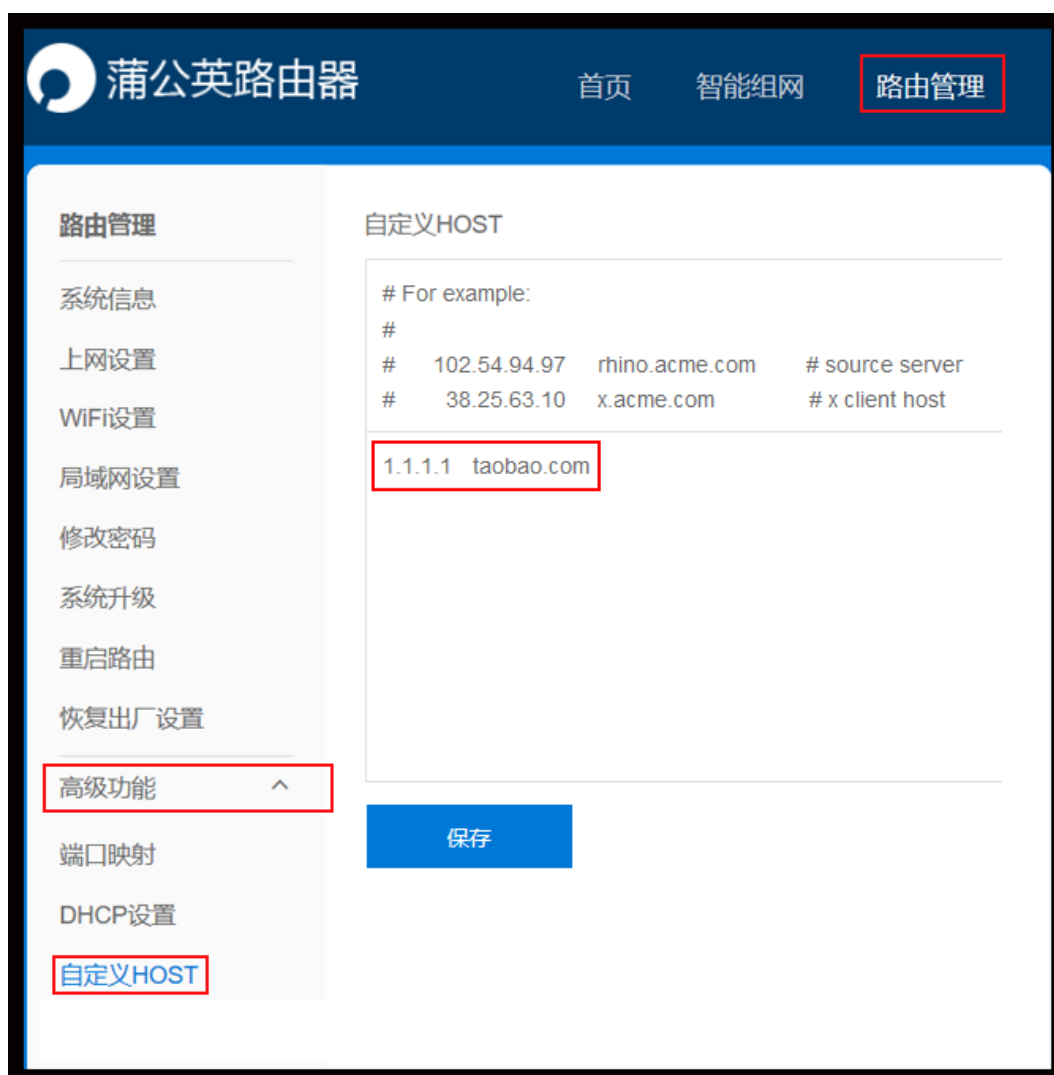 蒲公英路由器
首页 智能组网 路由管理
路由管理
系统信息
上网设置
WiFi设置
局域网设置
修改密码
系统升级
重启路由
恢复出厂设置
高级功能
端口映射
DHCP设置
自定义HOST
自定义HOST
# For example:
#
# 102.54.94.97 rhino.acme.com # source server
# 38.25.63.10 x.acme.com # x client host
1.1.1.1 taobao.com
保存